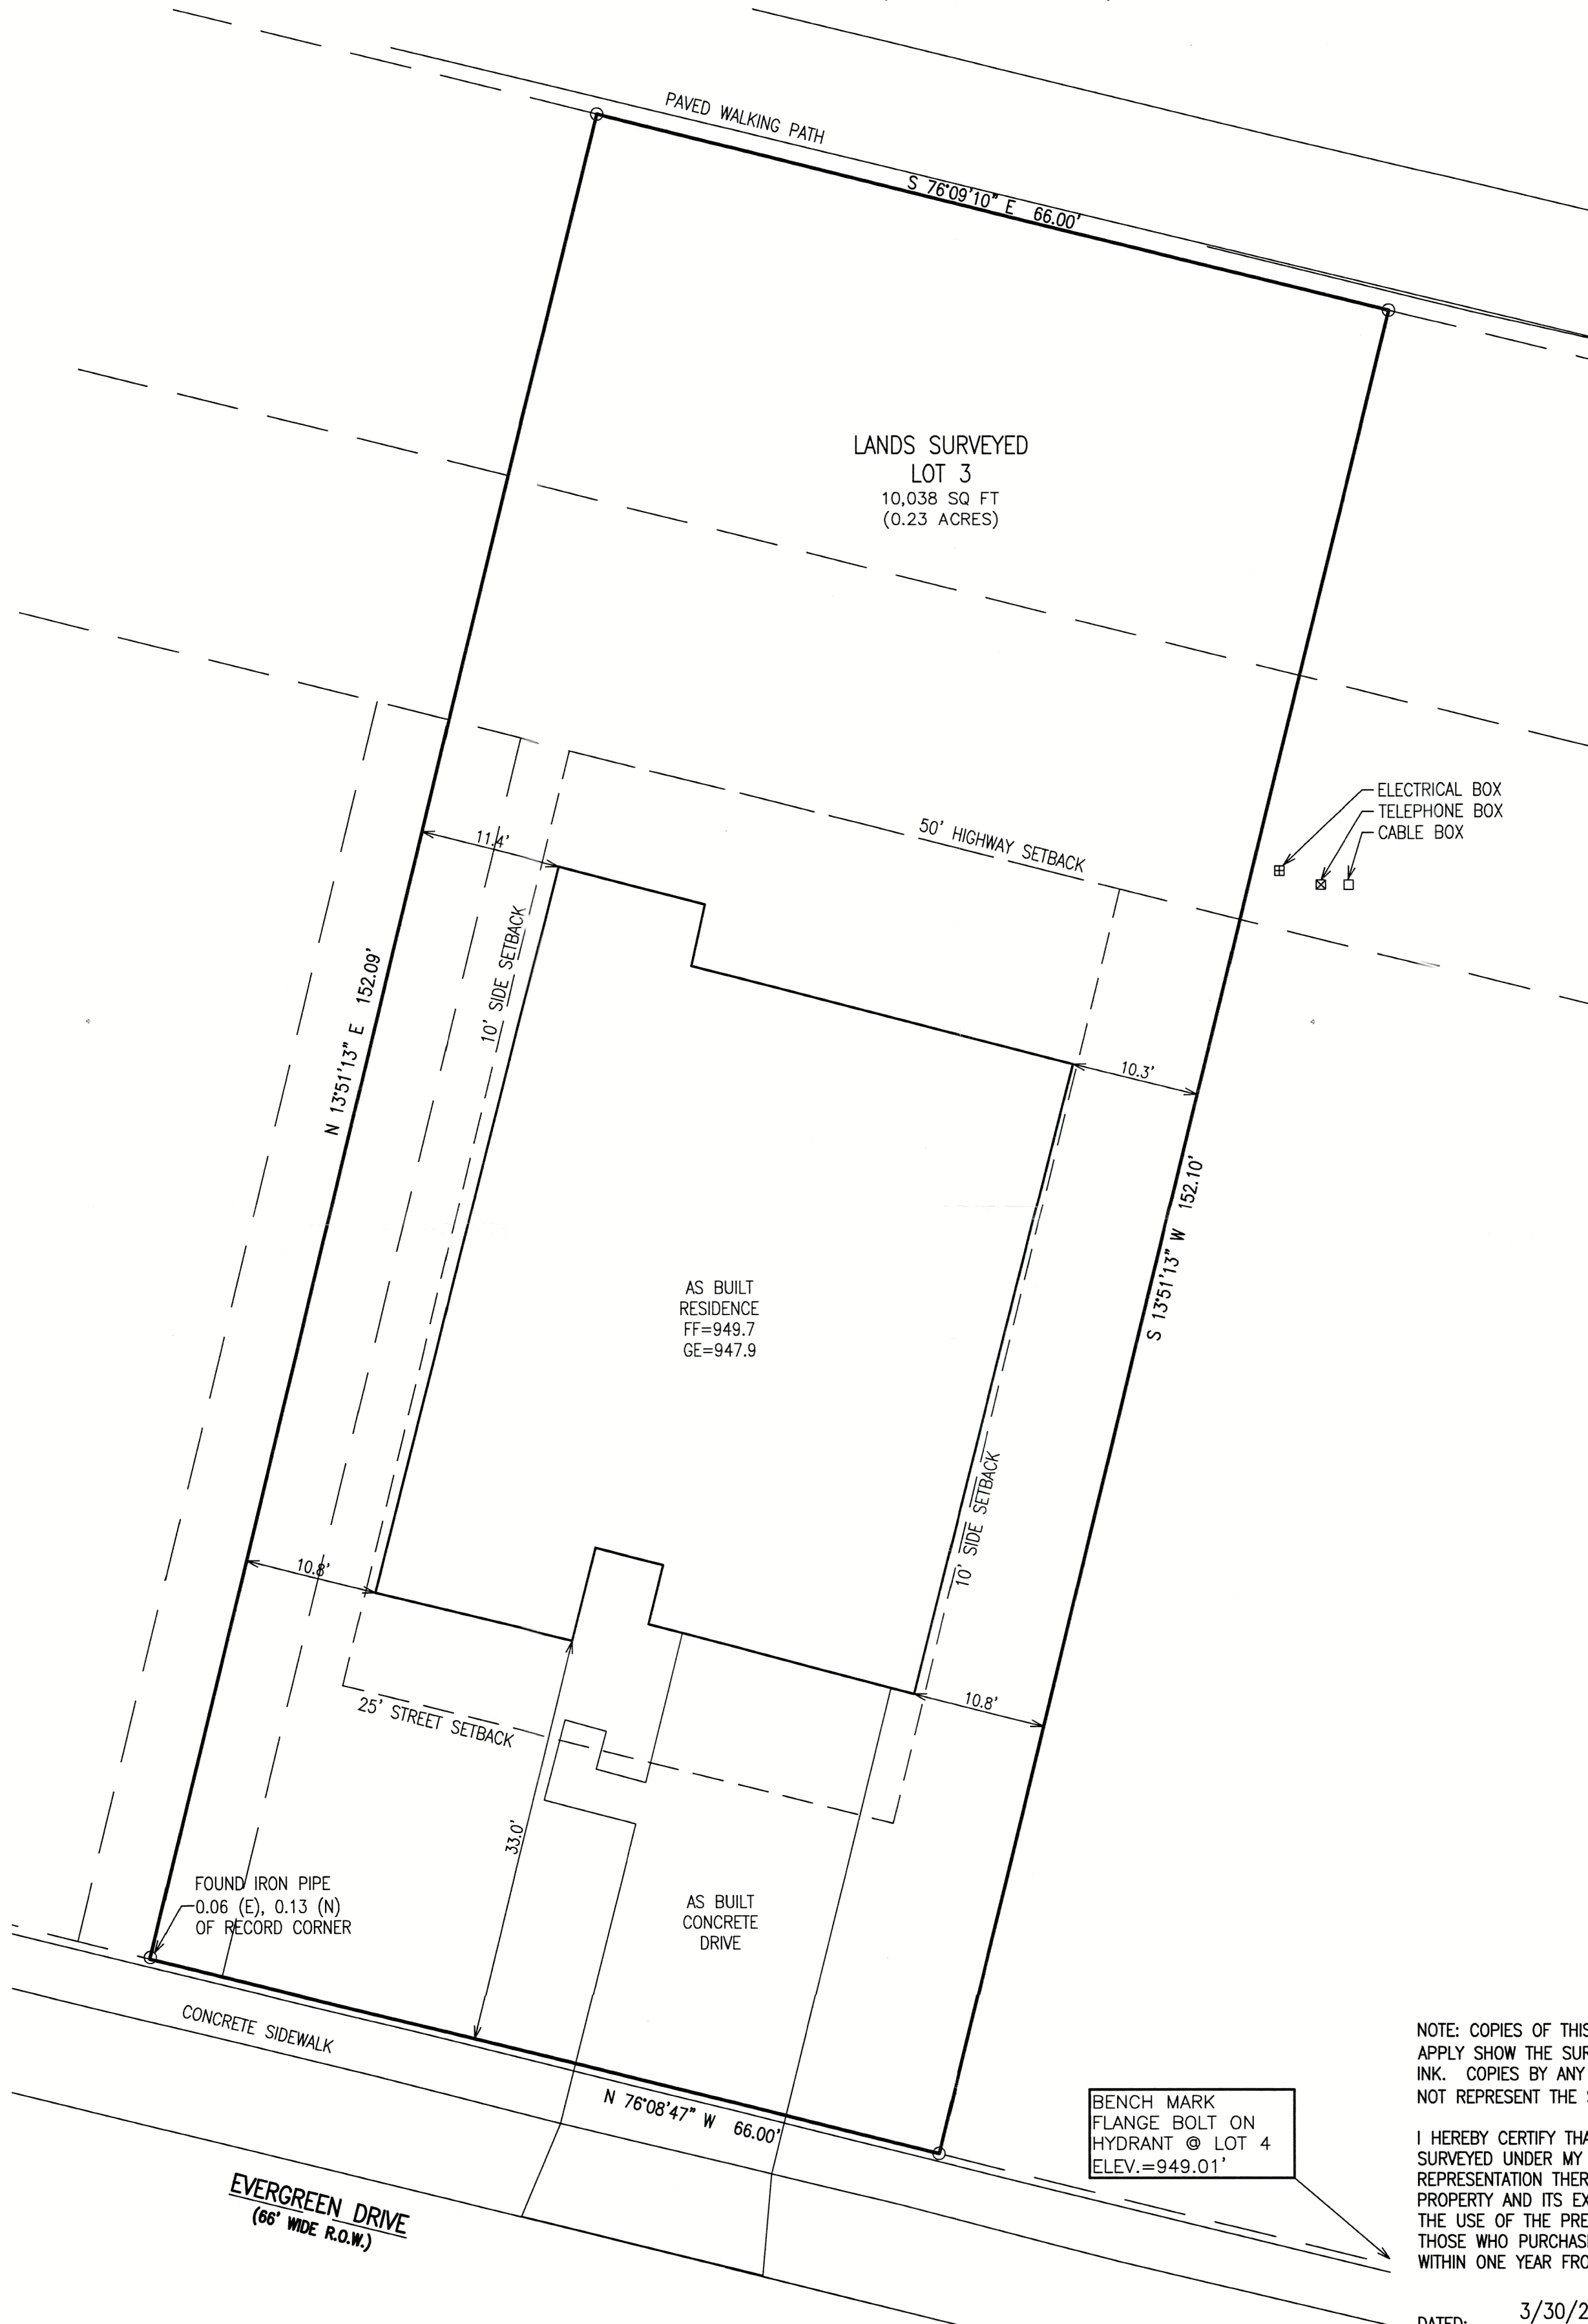 PAVED WALKING PATH
S 76°09'10" E 66.00'
LANDS SURVEYED
LOT 3
10,038 SQ FT
(0.23 ACRES)
ELECTRICAL BOX
TELEPHONE BOX
CABLE BOX
50' HIGHWAY SETBACK
11.4'
10' SIDE SETBACK
N 13°51'13" E 152.09'
10.3'
S 13°51'13" W 152.10'
AS BUILT
RESIDENCE
FF=949.7
GE=947.9
10' SIDE SETBACK
10.8'
10.8'
25' STREET SETBACK
33.0'
FOUND IRON PIPE
0.06 (E), 0.13 (N)
OF RECORD CORNER
AS BUILT
CONCRETE
DRIVE
CONCRETE SIDEWALK
N 76°08'47" W 66.00'
EVERGREEN DRIVE
(66' WIDE R.O.W.)
BENCH MARK
FLANGE BOLT ON
HYDRANT @ LOT 4
ELEV.=949.01'
NOTE: COPIES OF THIS
APPLY SHOW THE
INK. COPIES BY ANY
NOT REPRESENT THE
I HEREBY CERTIFY
SURVEYED UNDER MY
REPRESENTATION
PROPERTY AND ITS
THE USE OF THE
THOSE WHO
WITHIN ONE YEAR
DATED: 3/30/2